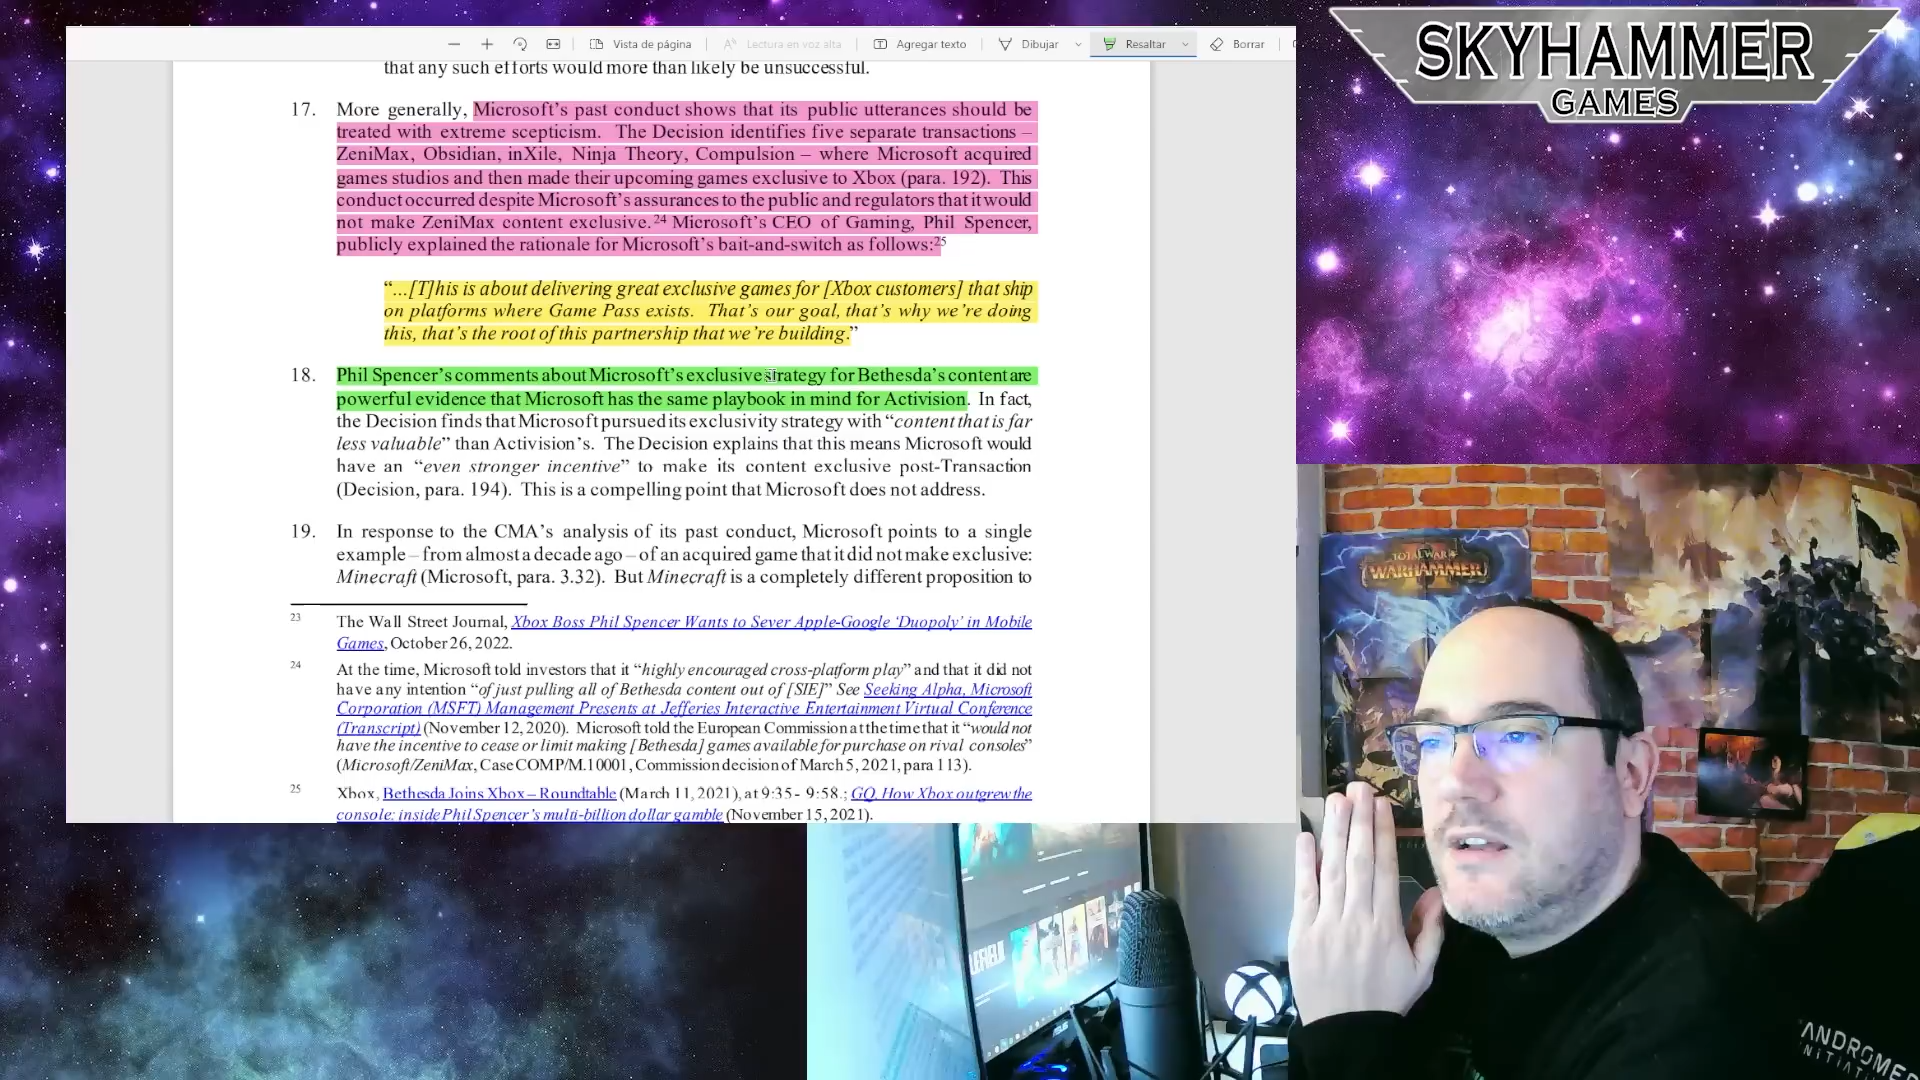 Vista de página
Lectura en voz alta
Agregar texto
Dibujar
Resaltar
Borrar
SKYHAMMER
GAMES
that any such efforts would more than likely be unsuccessful.
17. More generally, Microsoft’s past conduct shows that its public utterances should be
treated with extreme scepticism. The Decision identifies five separate transactions –
ZeniMax, Obsidian, inXile, Ninja Theory, Compulsion – where Microsoft acquired
games studios and then made their upcoming games exclusive to Xbox (para. 192). This
conduct occurred despite Microsoft’s assurances to the public and regulators that it would
not make ZeniMax content exclusive.24 Microsoft’s CEO of Gaming, Phil Spencer,
publicly explained the rationale for Microsoft’s bait-and-switch as follows:25
“…[T]his is about delivering great exclusive games for [Xbox customers] that ship
on platforms where Game Pass exists. That’s our goal, that’s why we’re doing
this, that’s the root of this partnership that we’re building.”
18. Phil Spencer’s comments about Microsoft’s exclusive strategy for Bethesda’s content are
powerful evidence that Microsoft has the same playbook in mind for Activision. In fact,
the Decision finds that Microsoft pursued its exclusivity strategy with “content that is far
less valuable” than Activision’s. The Decision explains that this means Microsoft would
have an “even stronger incentive” to make its content exclusive post-Transaction
(Decision, para. 194). This is a compelling point that Microsoft does not address.
19. In response to the CMA’s analysis of its past conduct, Microsoft points to a single
example – from almost a decade ago – of an acquired game that it did not make exclusive:
Minecraft (Microsoft, para. 3.32). But Minecraft is a completely different proposition to
23 The Wall Street Journal, Xbox Boss Phil Spencer Wants to Sever Apple-Google ‘Duopoly’ in Mobile
Games, October 26, 2022.
24 At the time, Microsoft told investors that it “highly encouraged cross-platform play” and that it did not
have any intention “of just pulling all of Bethesda content out of [SIE]” See Seeking Alpha, Microsoft
Corporation (MSFT) Management Presents at Jefferies Interactive Entertainment Virtual Conference
(Transcript) (November 12, 2020). Microsoft told the European Commission at the time that it “would not
have the incentive to cease or limit making [Bethesda] games available for purchase on rival consoles”
(Microsoft/ZeniMax, Case COMP/M.10001, Commission decision of March 5, 2021, para 113).
25 Xbox, Bethesda Joins Xbox – Roundtable (March 11, 2021), at 9:35 - 9:58.; GQ, How Xbox outgrew the
console: inside Phil Spencer’s multi-billion dollar gamble (November 15, 2021).
TOTAL WAR
WARHAMMER
ASUS